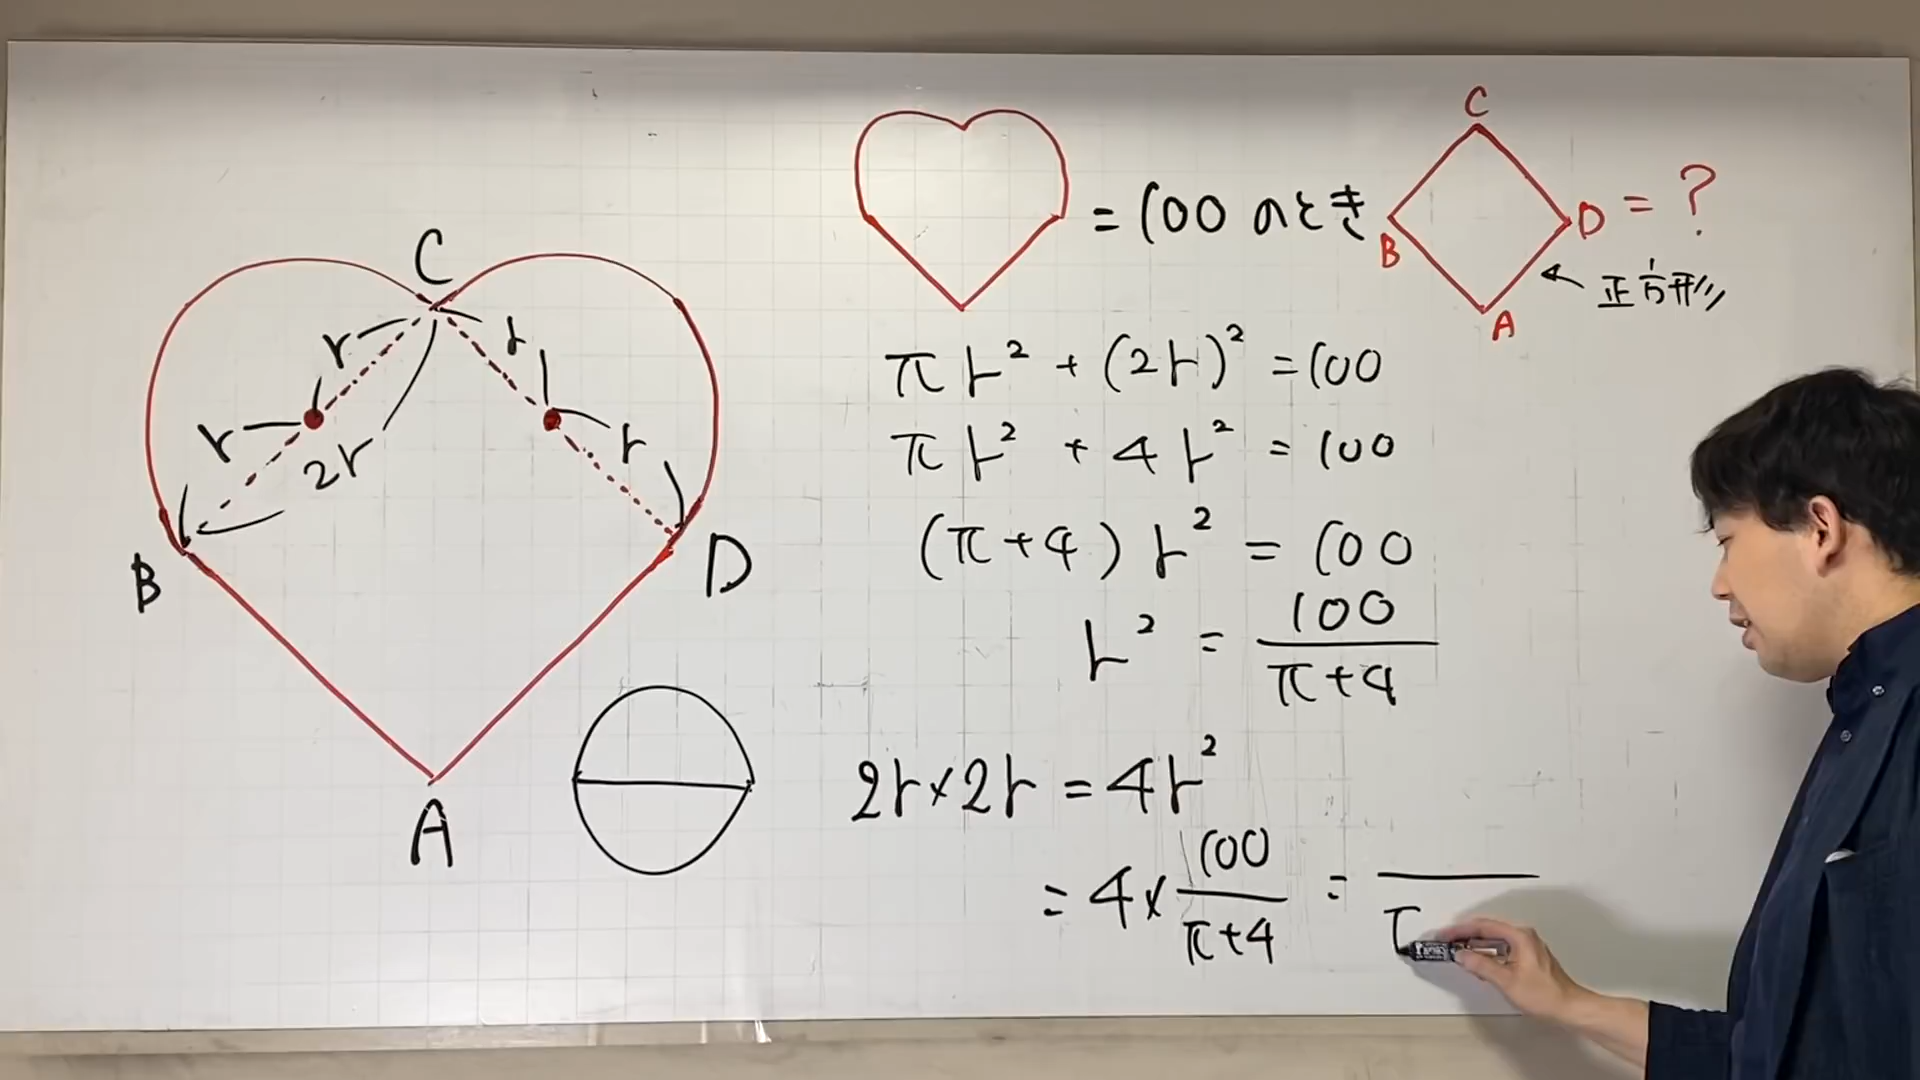 C
r
r
r
r
2r
B
D
A
= 100 のとき
C
B
D = ?
A
← 正方形
πr² + (2r)² = 100
πr² + 4r² = 100
(π+4) r² = 100
r² = 100/π+4
2r×2r = 4r²
= 4× 100/π+4 =
π